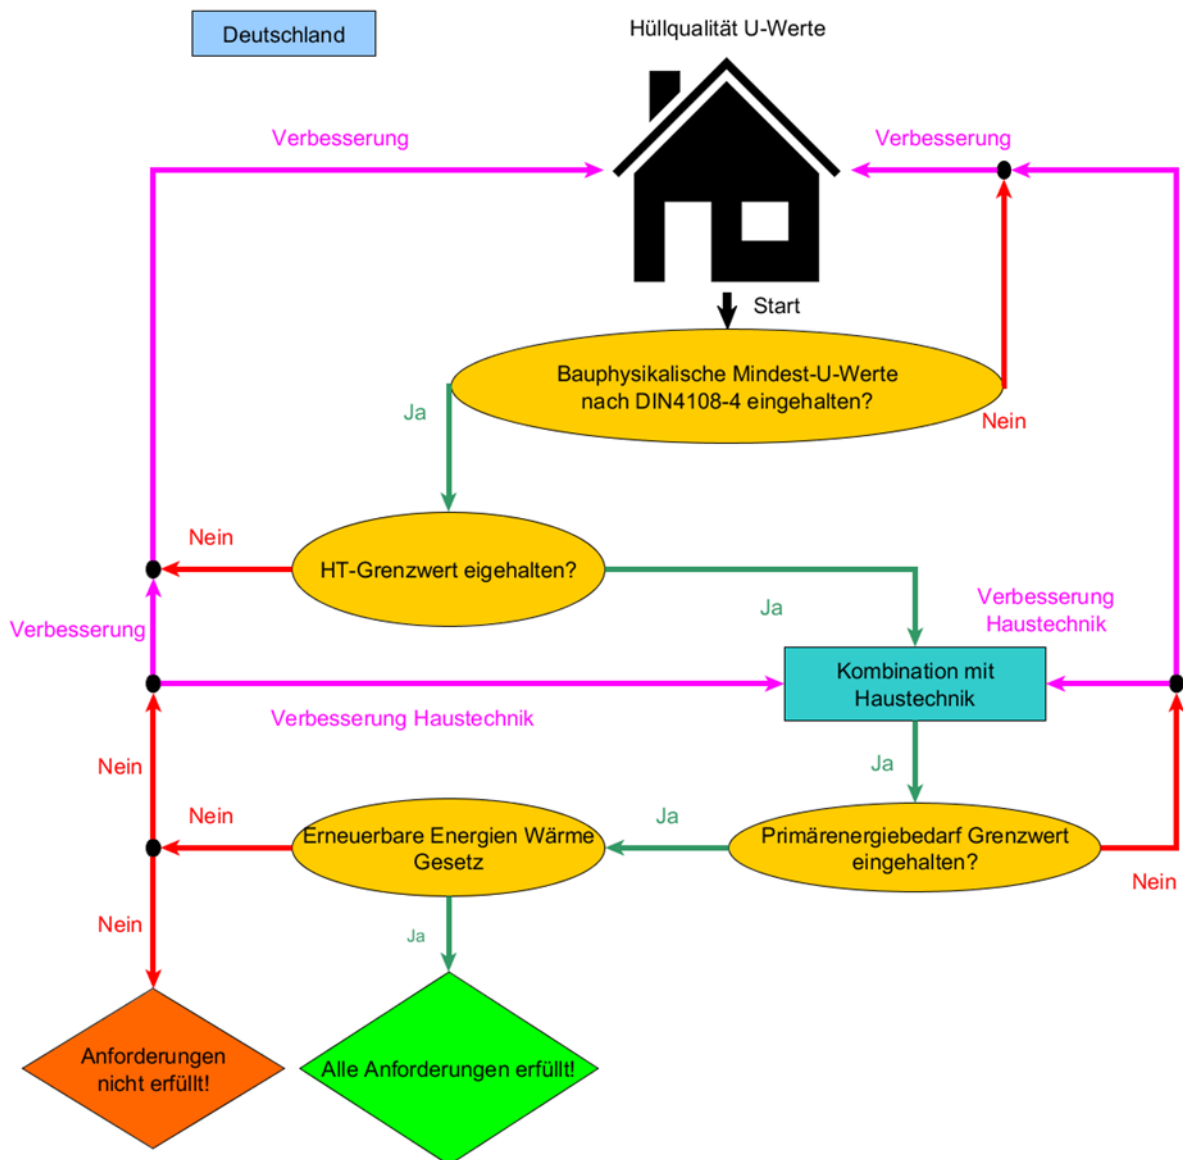 Deutschland
Hüllqualität U-Werte
Verbesserung
Verbesserung
Start
Bauphysikalische Mindest-U-Werte
nach DIN4108-4 eingehalten?
Ja
Nein
Nein
HT-Grenzwert eigehalten?
Ja
Verbesserung
Haustechnik
Verbesserung
Kombination mit
Haustechnik
Verbesserung Haustechnik
Nein
Ja
Nein
Erneuerbare Energien Wärme
Gesetz
Ja
Primärenergiebedarf Grenzwert
eingehalten?
Nein
Nein
Ja
Anforderungen
nicht erfüllt!
Alle Anforderungen erfüllt!